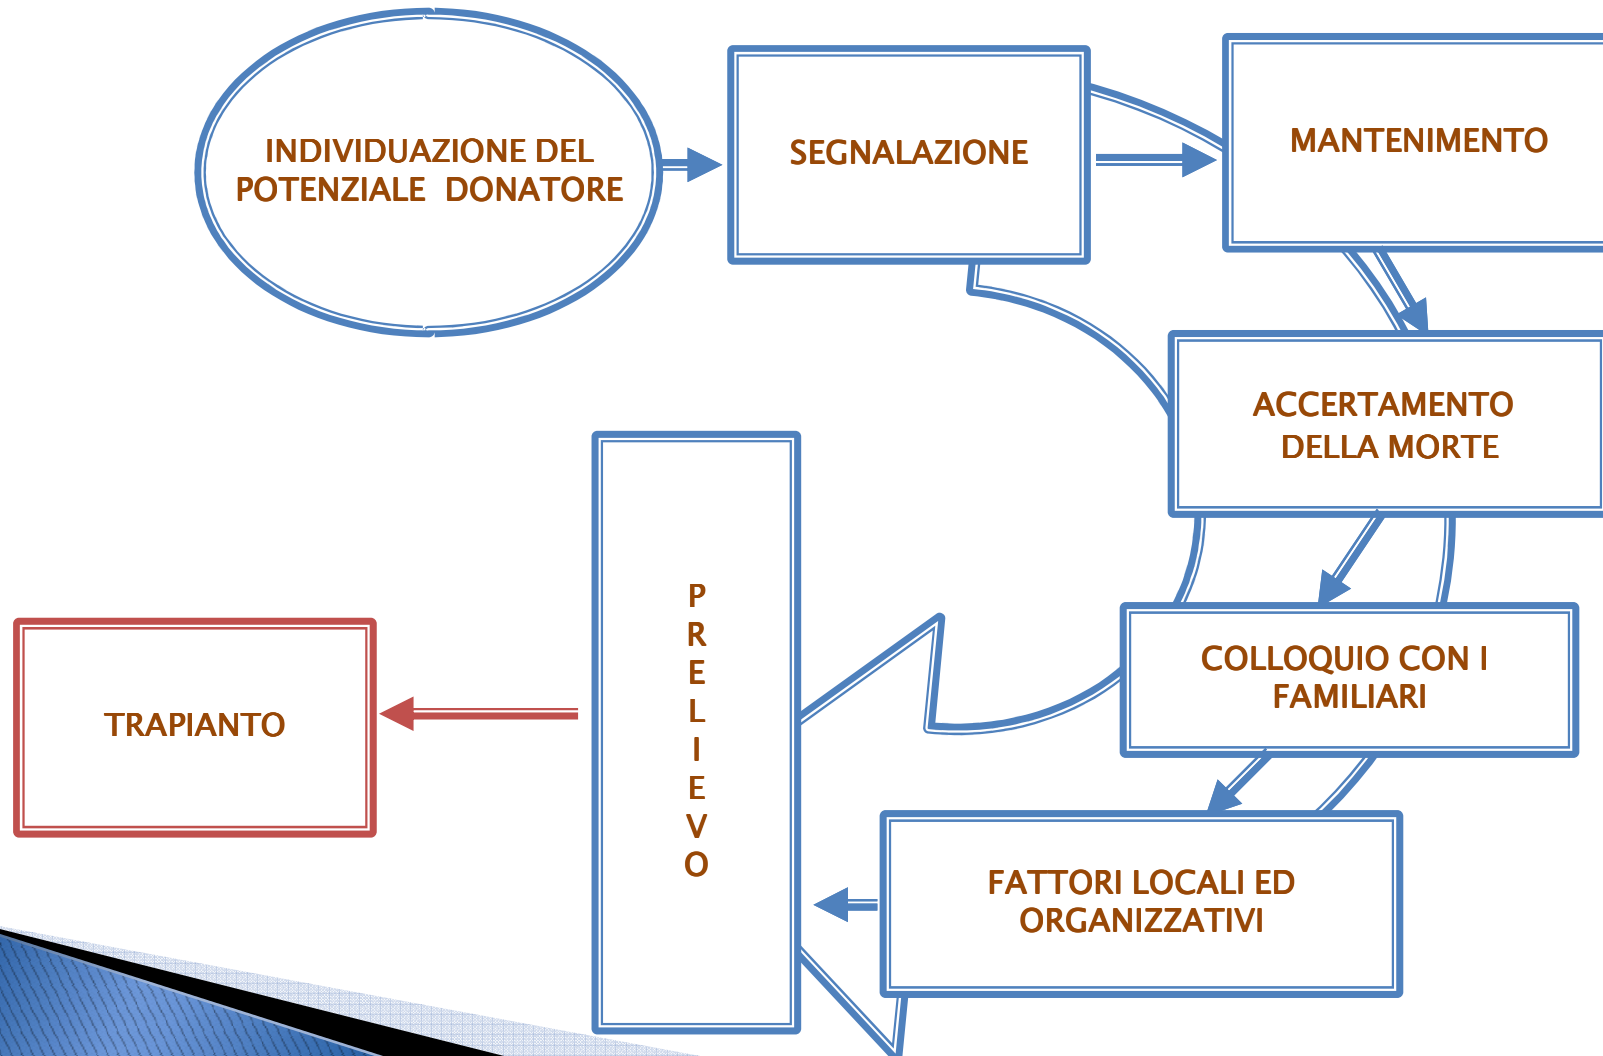 INDIVIDUAZIONE DEL
POTENZIALE DONATORE
SEGNALAZIONE
MANTENIMENTO
ACCERTAMENTO
DELLA MORTE
COLLOQUIO CON I
FAMILIARI
FATTORI LOCALI ED
ORGANIZZATIVI
P
R
E
L
I
E
V
O
TRAPIANTO